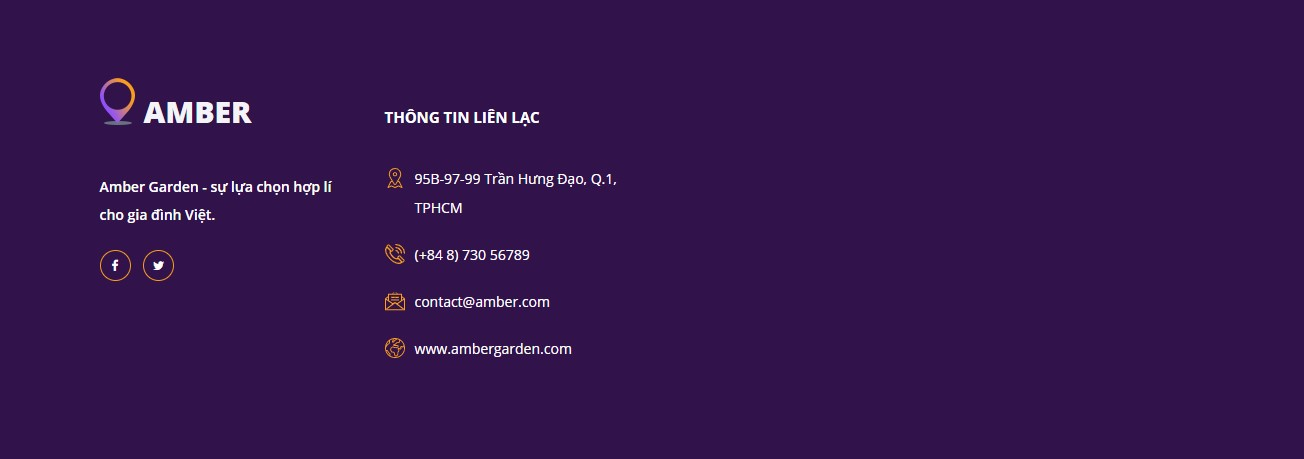 AMBER
Amber Garden - sự lựa chọn hợp lí
cho gia đình Việt.
THÔNG TIN LIÊN LẠC
95B-97-99 Trần Hưng Đạo, Q.1,
TPHCM
(+84 8) 730 56789
contact@amber.com
www.ambergarden.com